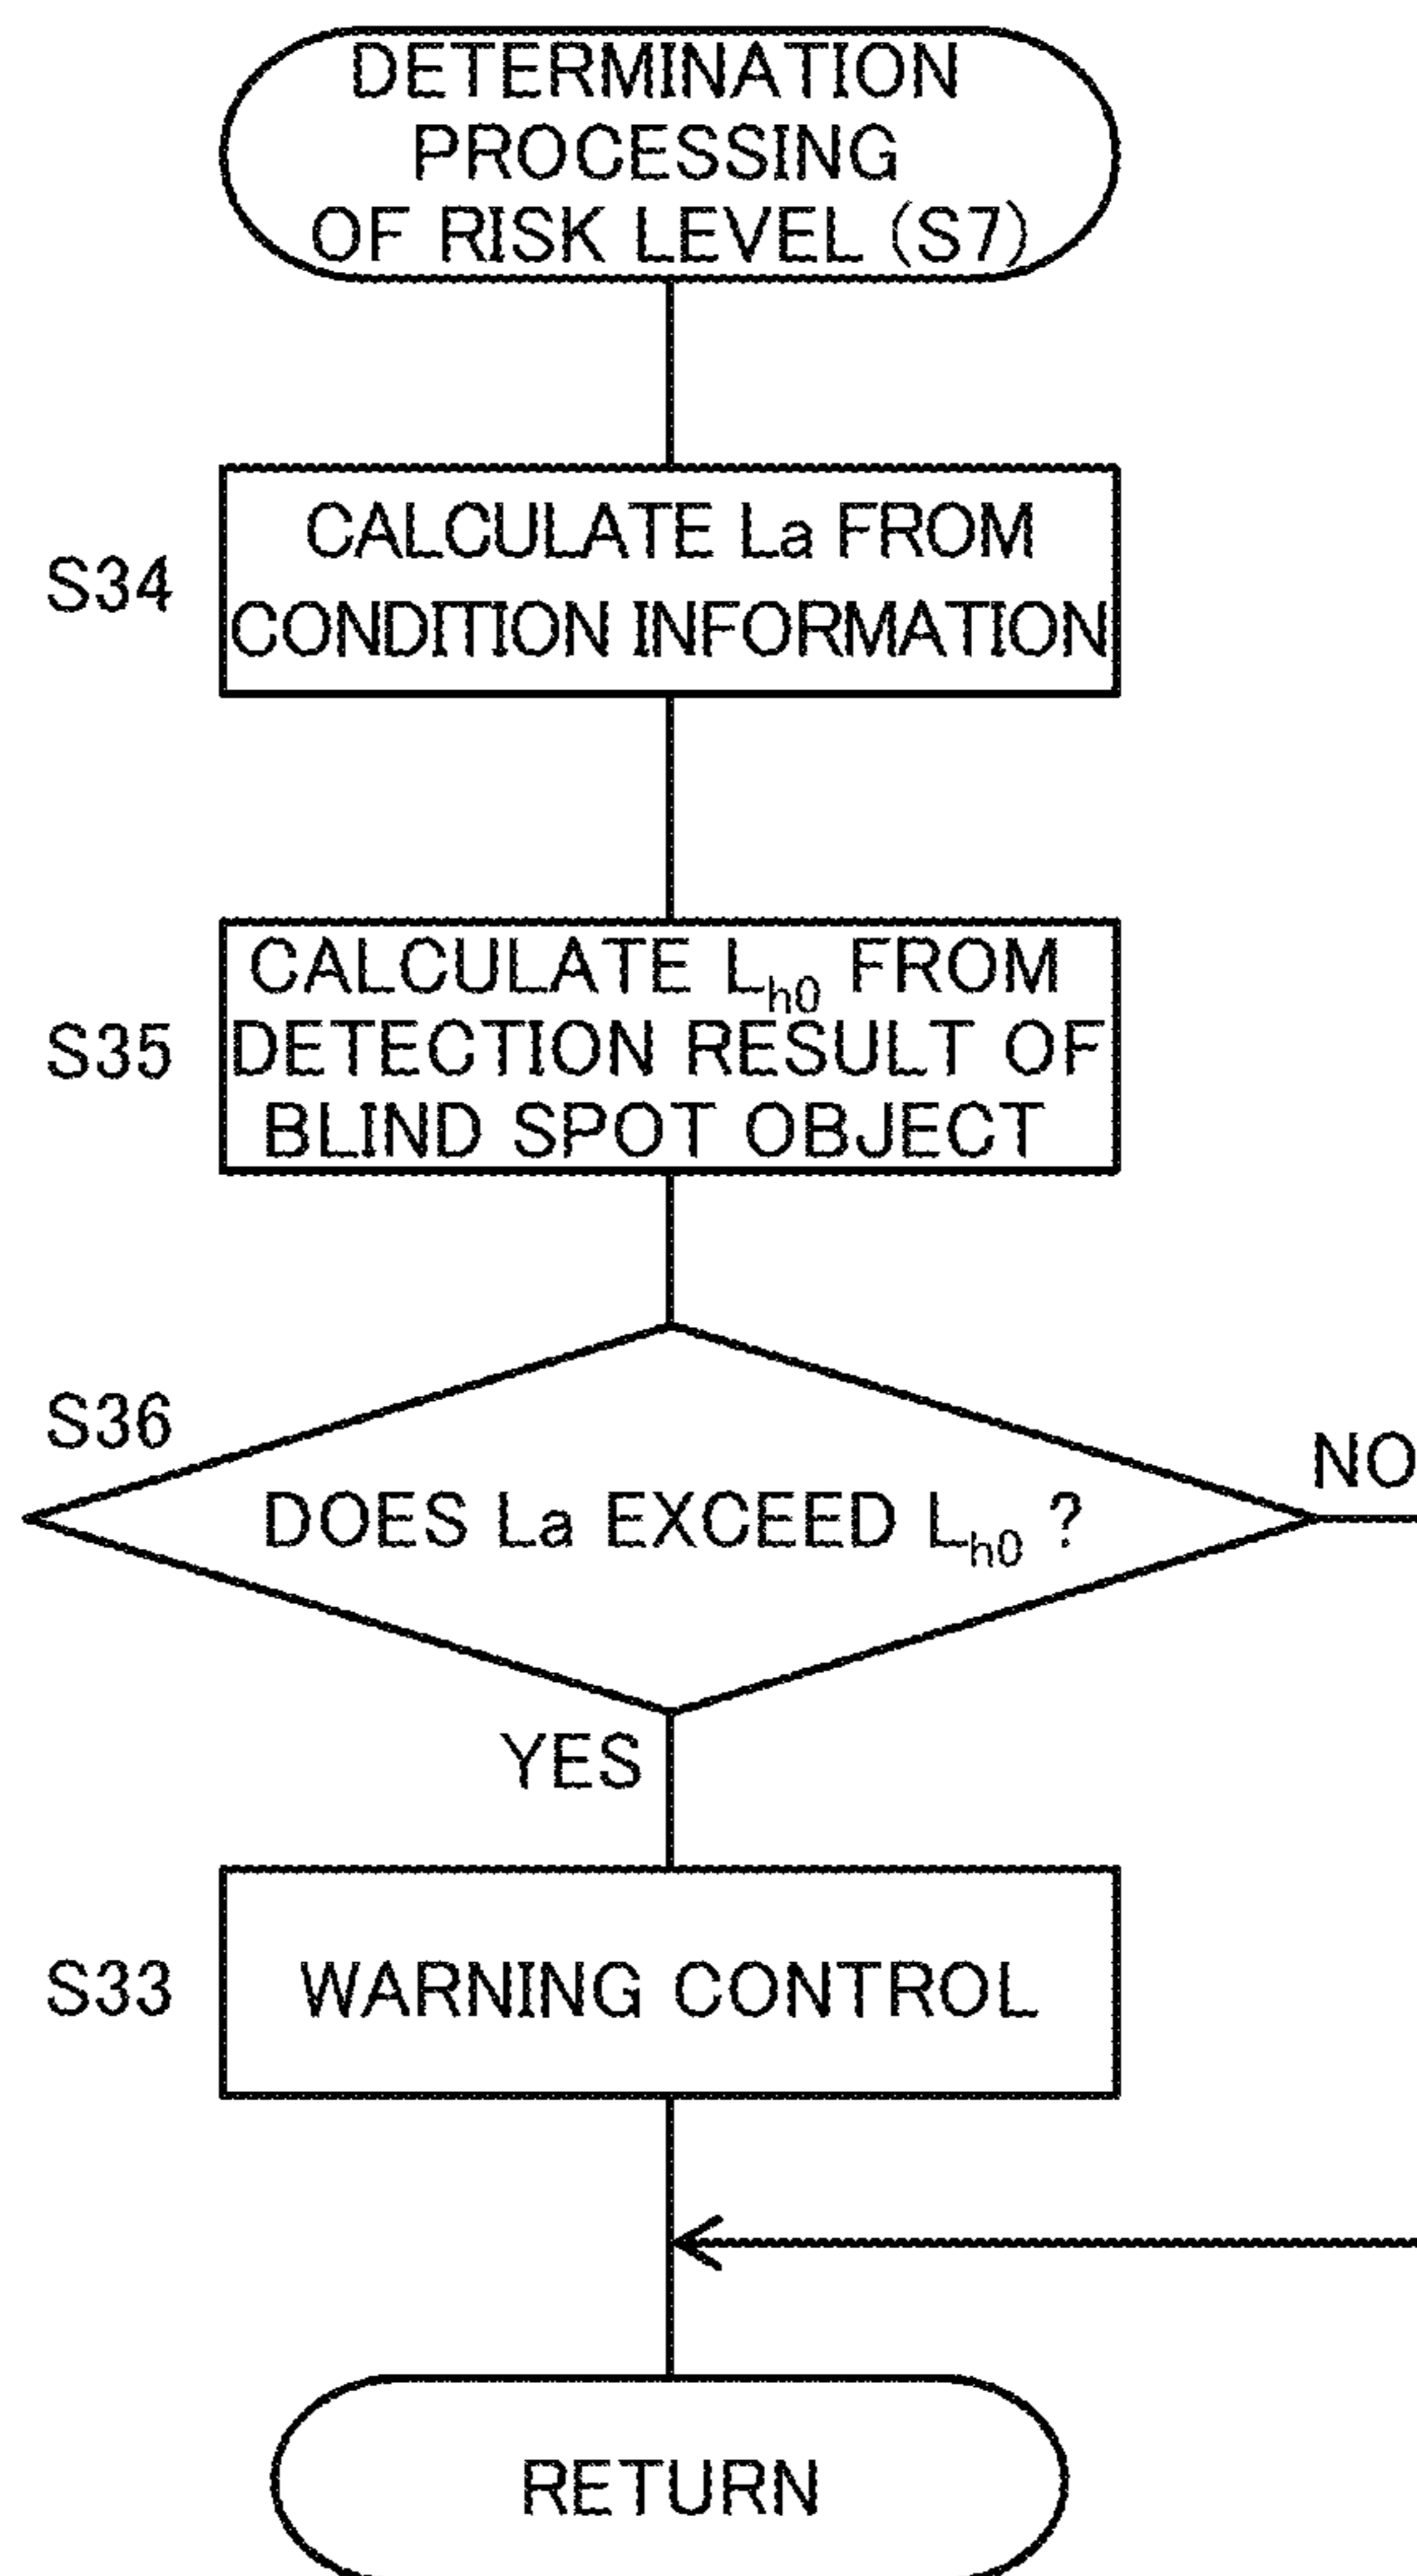 DETERMINATION
PROCESSING
OF RISK LEVEL (S7)
CALCULATE La FROM
CONDITION INFORMATION
S34
CALCULATE Lh0 FROM
DETECTION RESULT OF
BLIND SPOT OBJECT
S35
S36
NO
DOES La EXCEED Lh0 ?
YES
S33
WARNING CONTROL
RETURN